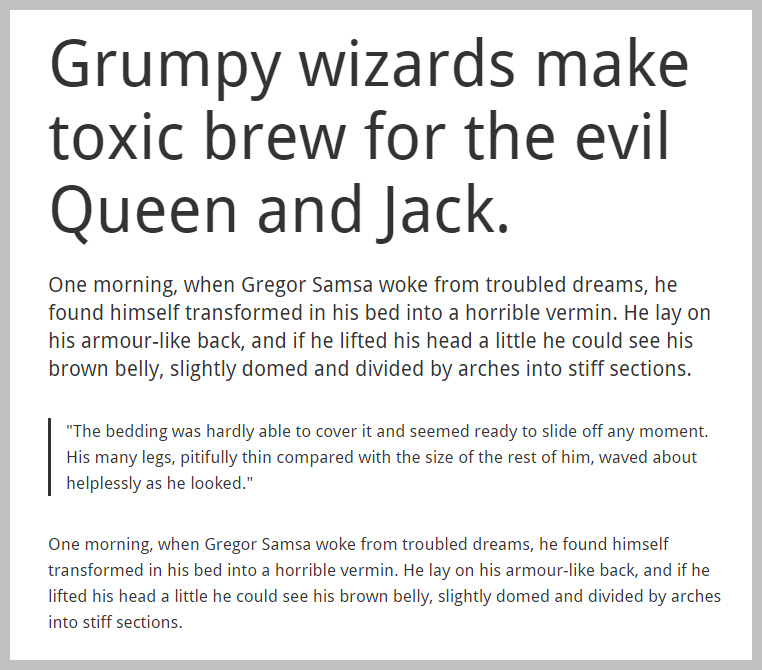 Grumpy wizards make
toxic brew for the evil
Queen and Jack.
One morning, when Gregor Samsa woke from troubled dreams, he
found himself transformed in his bed into a horrible vermin. He lay on
his armour-like back, and if he lifted his head a little he could see his
brown belly, slightly domed and divided by arches into stiff sections.
"The bedding was hardly able to cover it and seemed ready to slide off any moment.
His many legs, pitifully thin compared with the size of the rest of him, waved about
helplessly as he looked."
One morning, when Gregor Samsa woke from troubled dreams, he found himself
transformed in his bed into a horrible vermin. He lay on his armour-like back, and if he
lifted his head a little he could see his brown belly, slightly domed and divided by arches
into stiff sections.